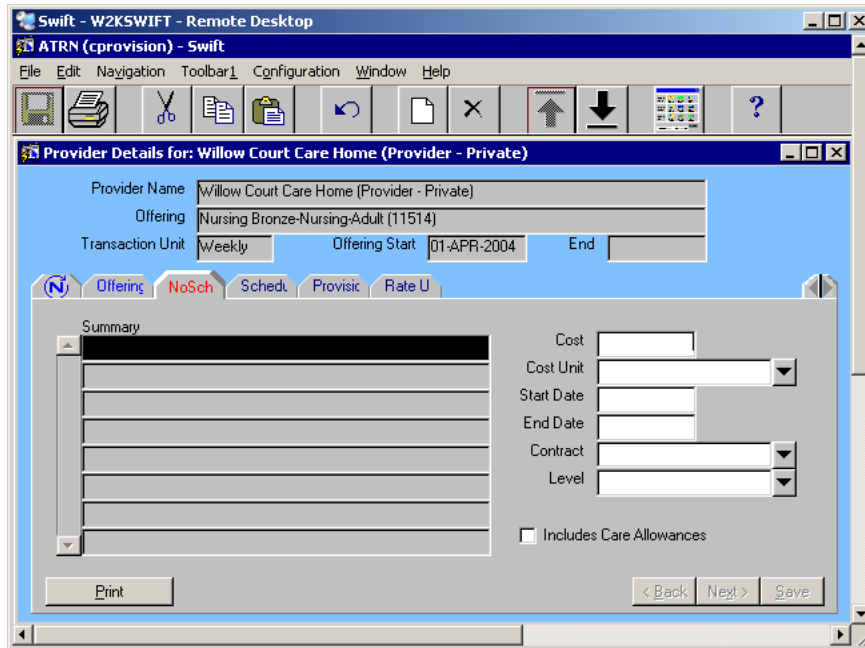 Swift - W2KSWIFT - Remote Desktop
ATRN (cprovision) - Swift
File Edit Navigation Toolbar1 Configuration Window Help
?
Provider Details for: Willow Court Care Home (Provider - Private)
Provider Name Willow Court Care Home (Provider - Private)
Offering Nursing Bronze-Nursing-Adult (11514)
Transaction Unit Weekly Offering Start 01-APR-2004 End
N Offering NoSch Schedu Provisic Rate U
Summary
Cost
Cost Unit
Start Date
End Date
Contract
Level
Includes Care Allowances
Print < Back Next > Save